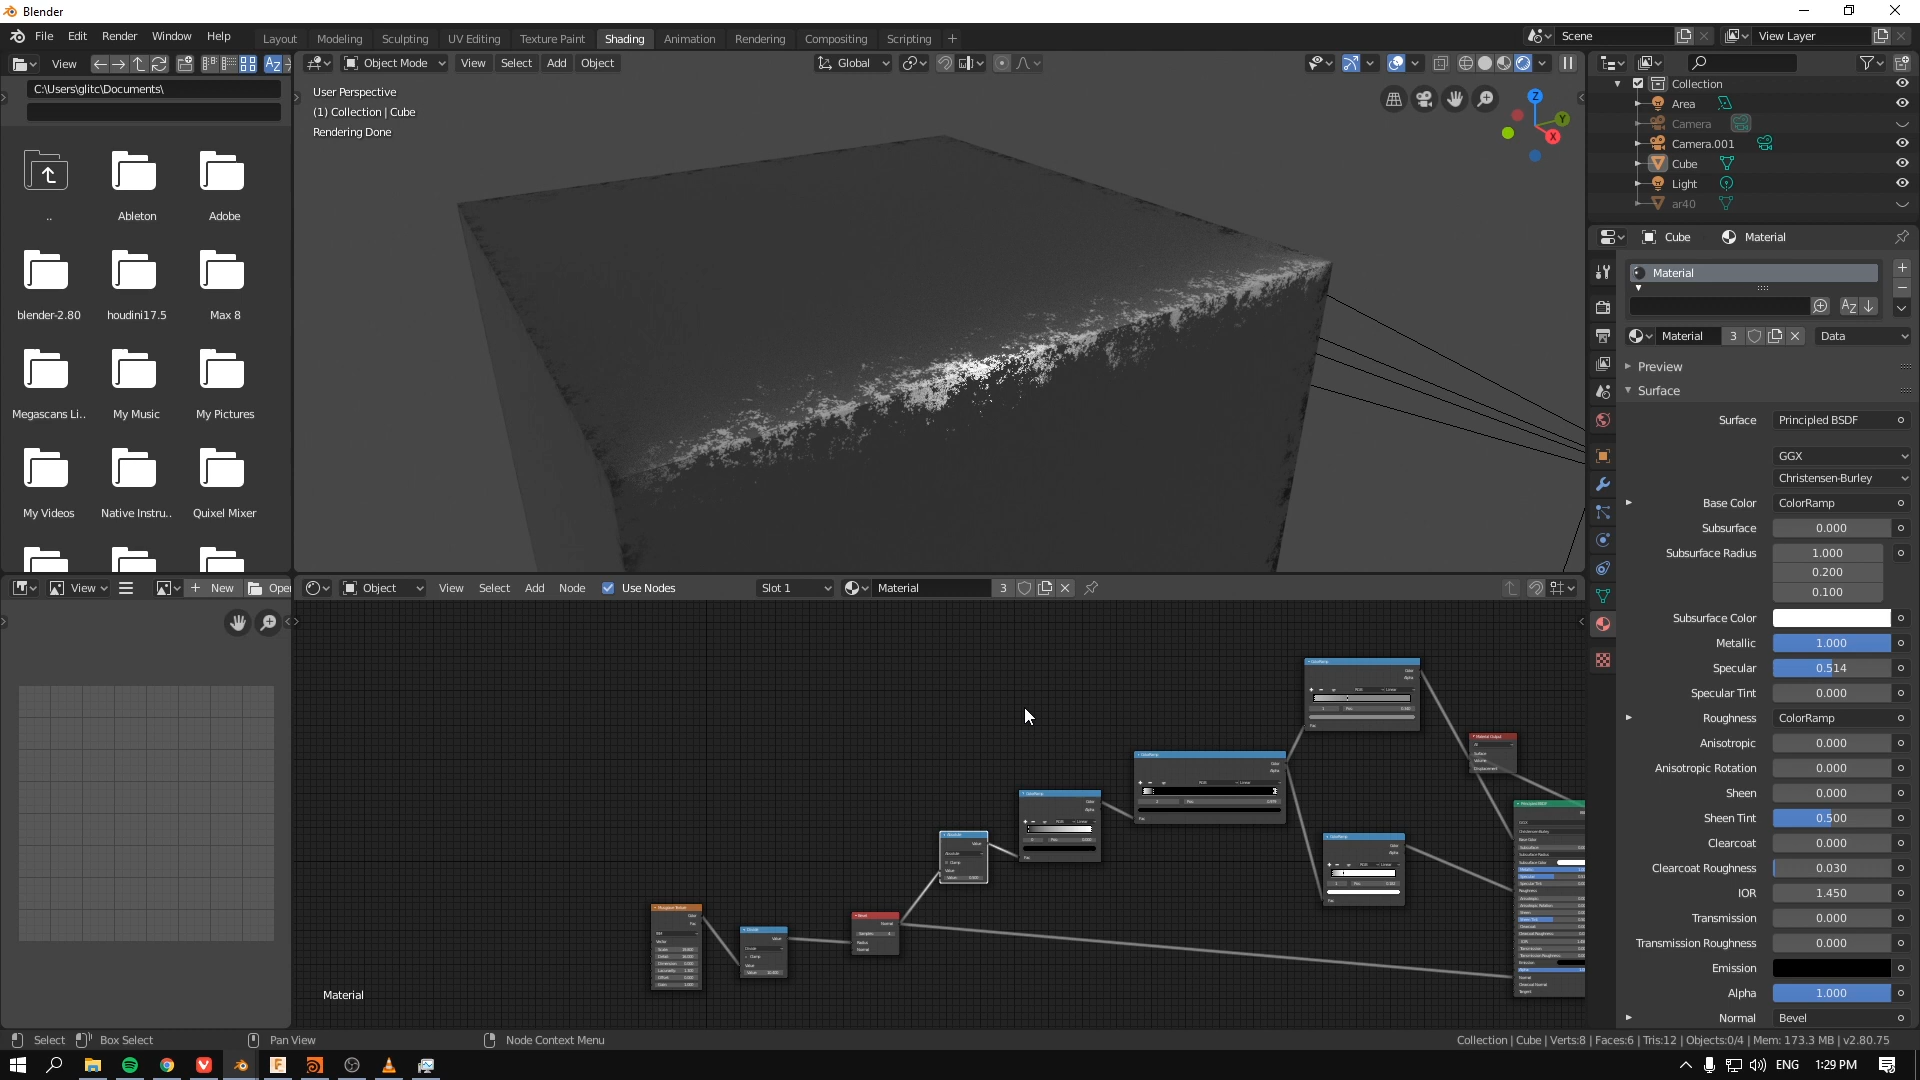 Blender
File Edit Render Window Help
Layout Modeling Sculpting UV Editing Texture Paint Shading Animation Rendering Compositing Scripting +
Scene
View Layer
View
Object Mode View Select Add Object
Global
C:\Users\glitc\Documents\
User Perspective
(1) Collection | Cube
Rendering Done
Z
Y
X
..
Ableton
Adobe
blender-2.80
houdini17.5
Max 8
Megascans Li..
My Music
My Pictures
My Videos
Native Instru..
Quixel Mixer
Collection
Area
Camera
Camera.001
Cube
Light
ar40
Cube Material
Material
Material 3 Data
Preview
Surface
Surface Principled BSDF
GGX
Christensen-Burley
Base Color ColorRamp
Subsurface 0.000
Subsurface Radius 1.000
0.200
0.100
Subsurface Color
Metallic 1.000
Specular 0.514
Specular Tint 0.000
Roughness ColorRamp
Anisotropic 0.000
Anisotropic Rotation 0.000
Sheen 0.000
Sheen Tint 0.500
Clearcoat 0.000
Clearcoat Roughness 0.030
IOR 1.450
Transmission 0.000
Transmission Roughness 0.000
Emission
Alpha 1.000
Normal Bevel
View New Open
Object View Select Add Node Use Nodes Slot 1 Material 3
Material
Select Box Select Pan View Node Context Menu
Collection | Cube | Verts:8 | Faces:6 | Tris:12 | Objects:0/4 | Mem: 173.3 MB | v2.80.75
ENG 1:29 PM